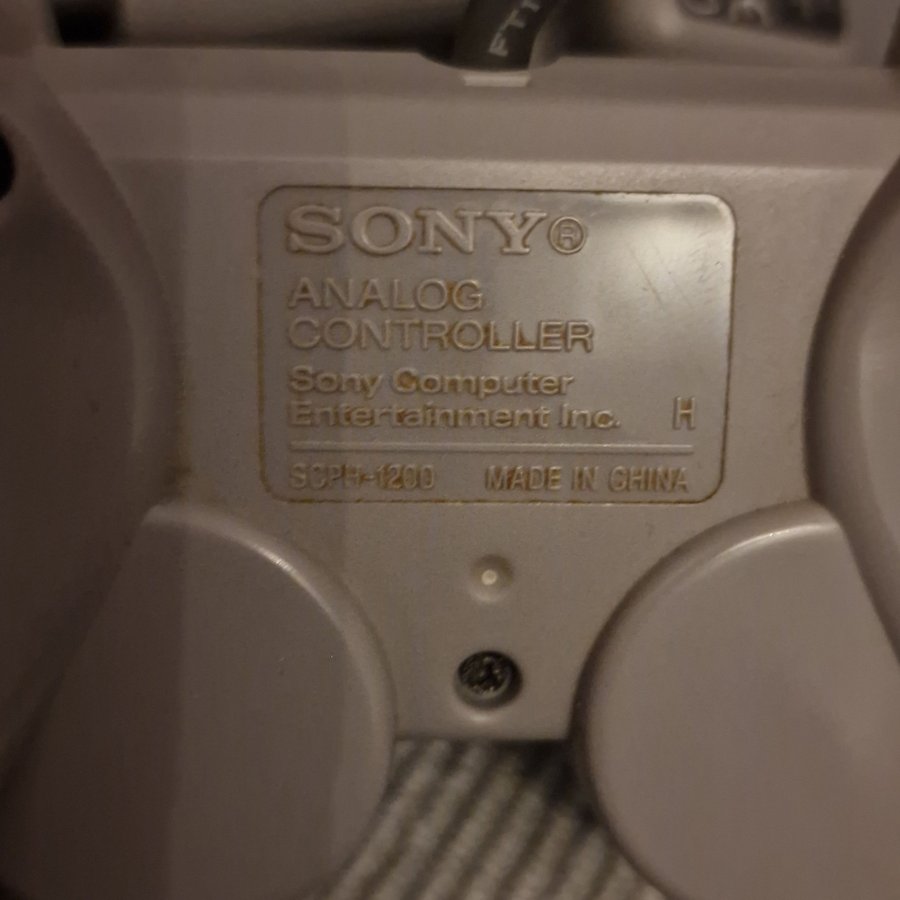 SONY®
ANALOG
CONTROLLER
Sony Computer
Entertainment Inc. H
SCPH-1200 MADE IN CHINA